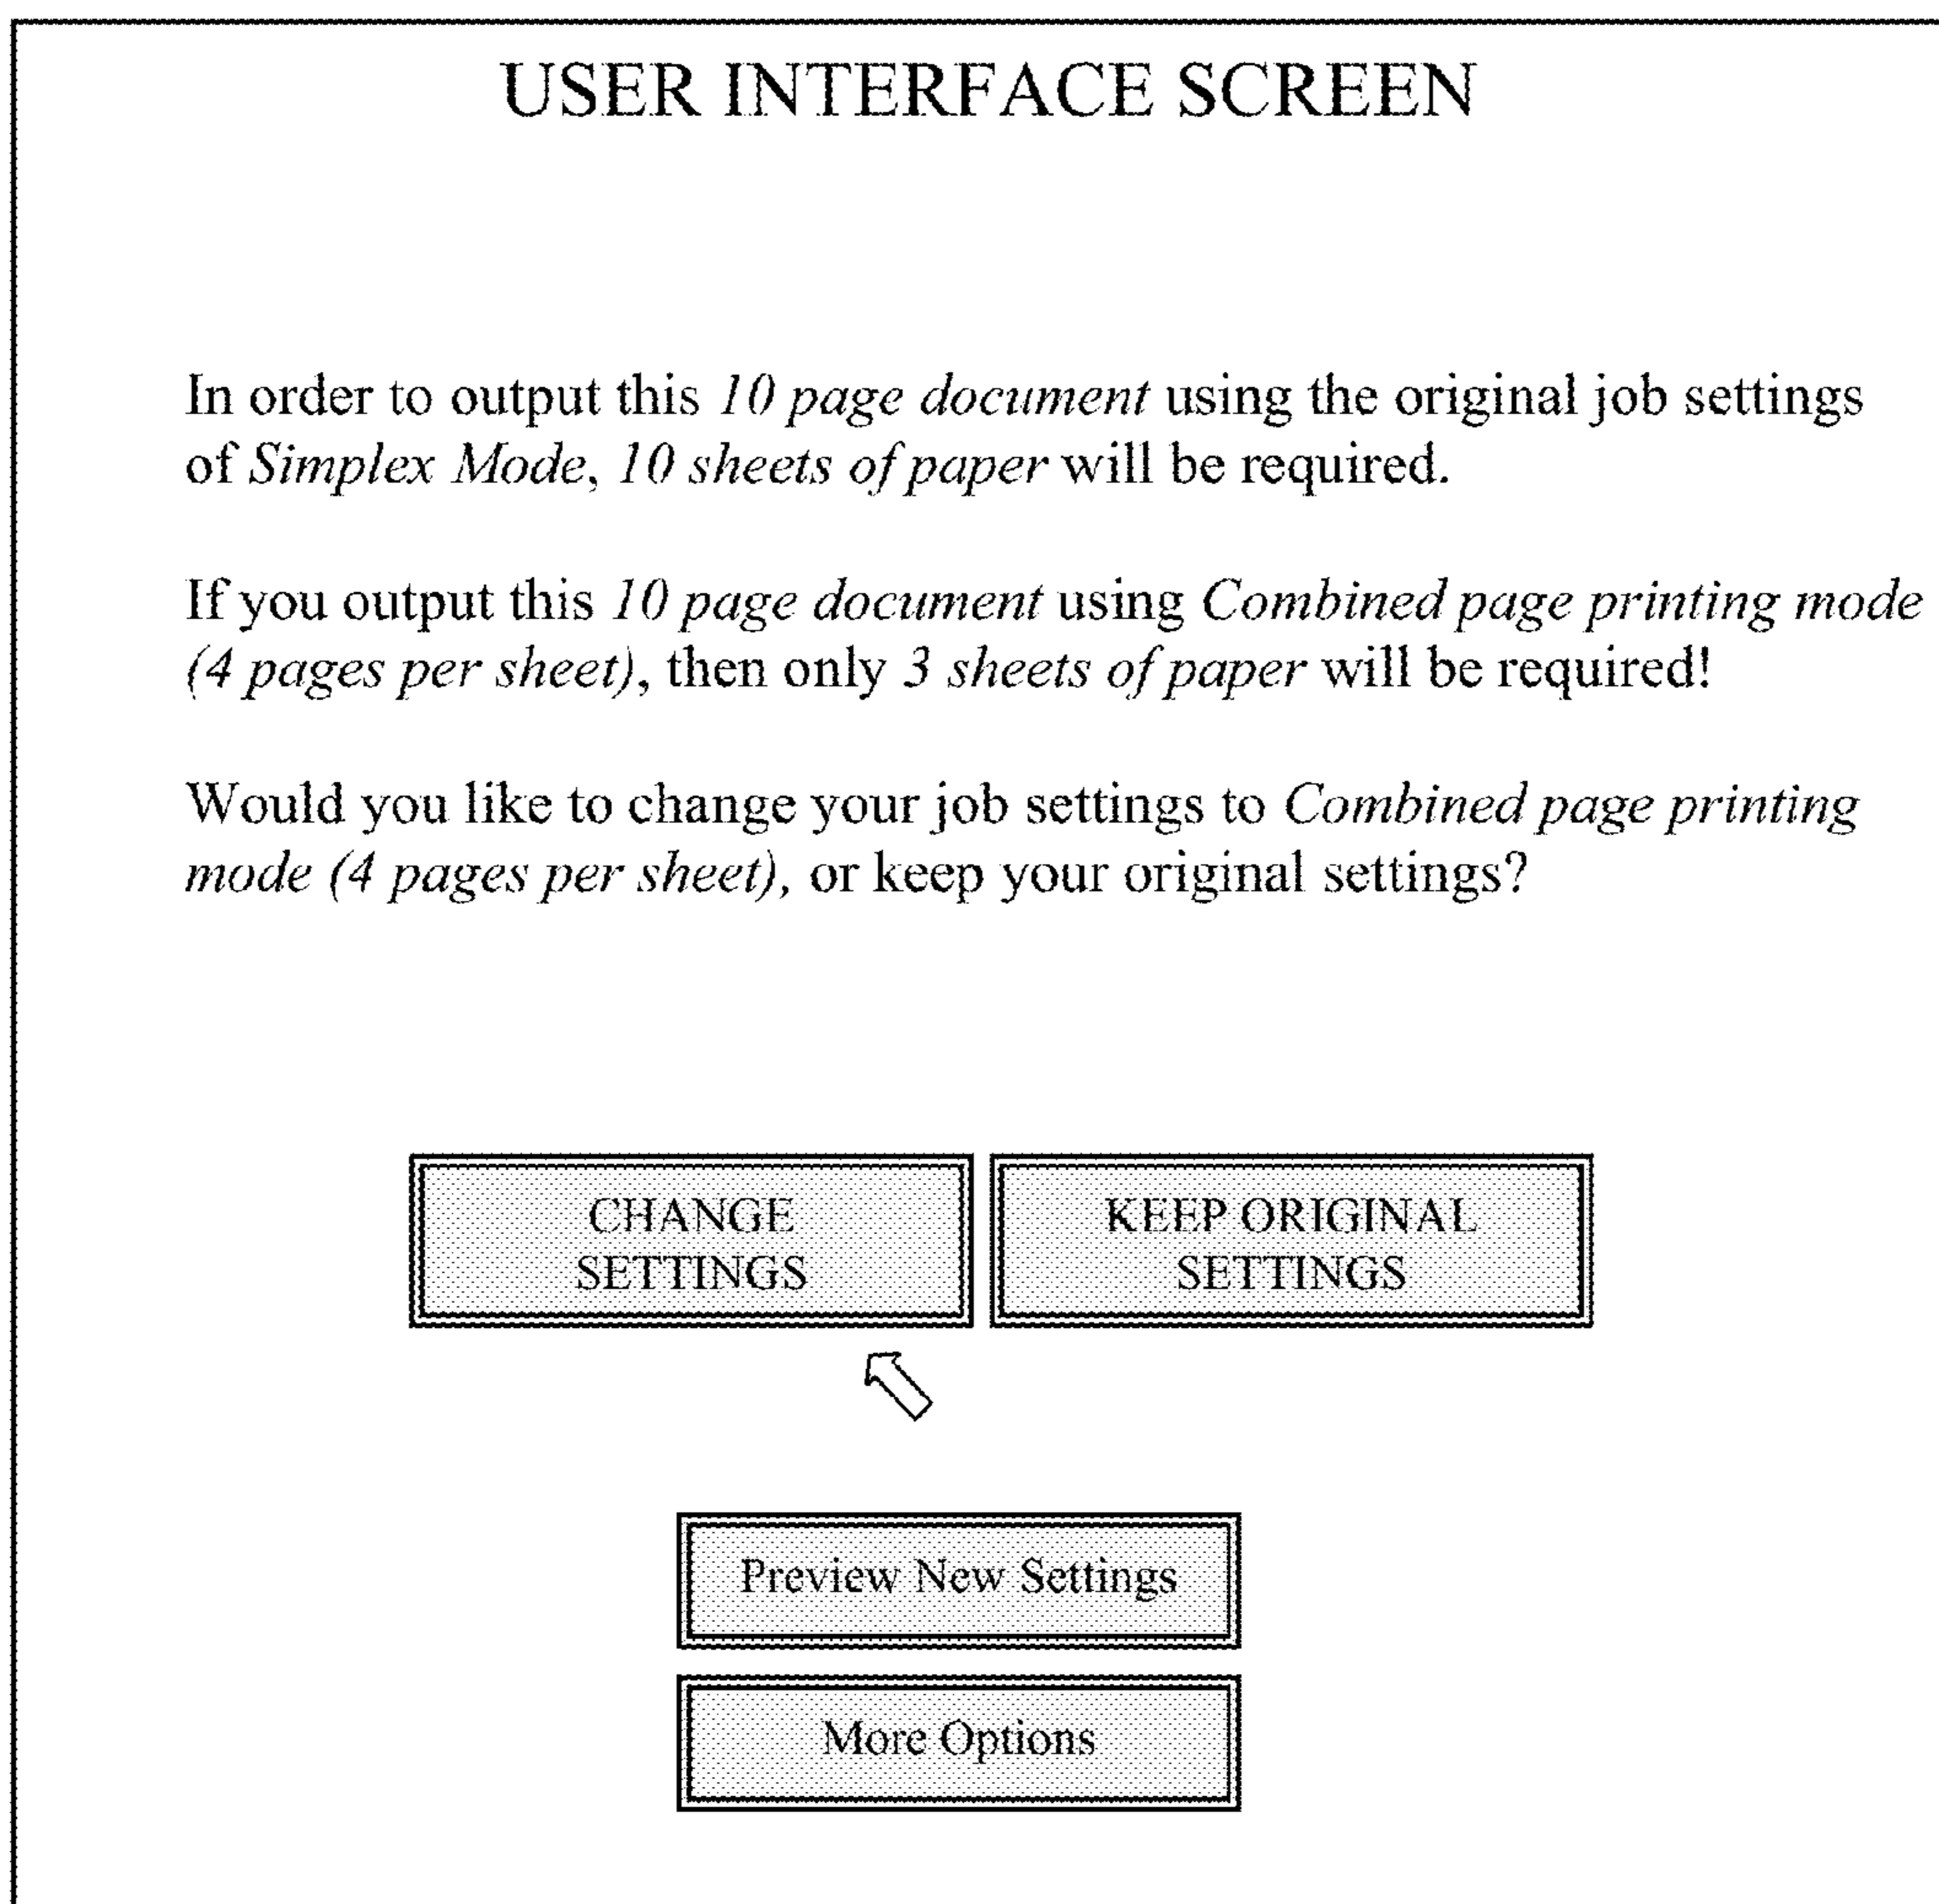 USER INTERFACE SCREEN
In order to output this 10 page document using the original job settings
of Simplex Mode, 10 sheets of paper will be required.
If you output this 10 page document using Combined page printing mode
(4 pages per sheet), then only 3 sheets of paper will be required!
Would you like to change your job settings to Combined page printing
mode (4 pages per sheet), or keep your original settings?
CHANGE
SETTINGS
KEEP ORIGINAL
SETTINGS
Preview New Settings
More Options